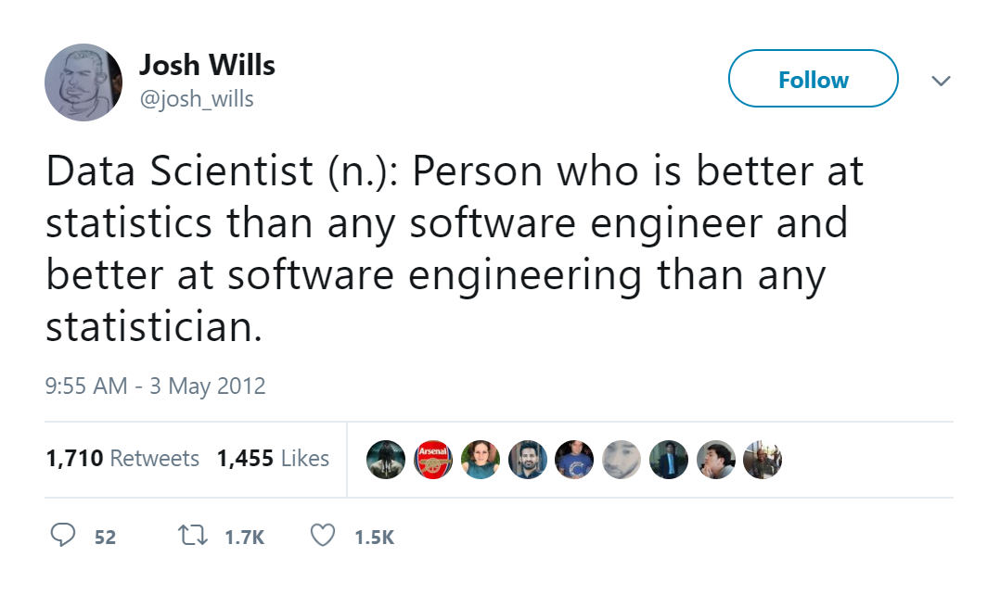 Josh Wills
@josh_wills
Follow
Data Scientist (n.): Person who is better at
statistics than any software engineer and
better at software engineering than any
statistician.
9:55 AM - 3 May 2012
1,710 Retweets 1,455 Likes
Arsenal
52 1.7K 1.5K